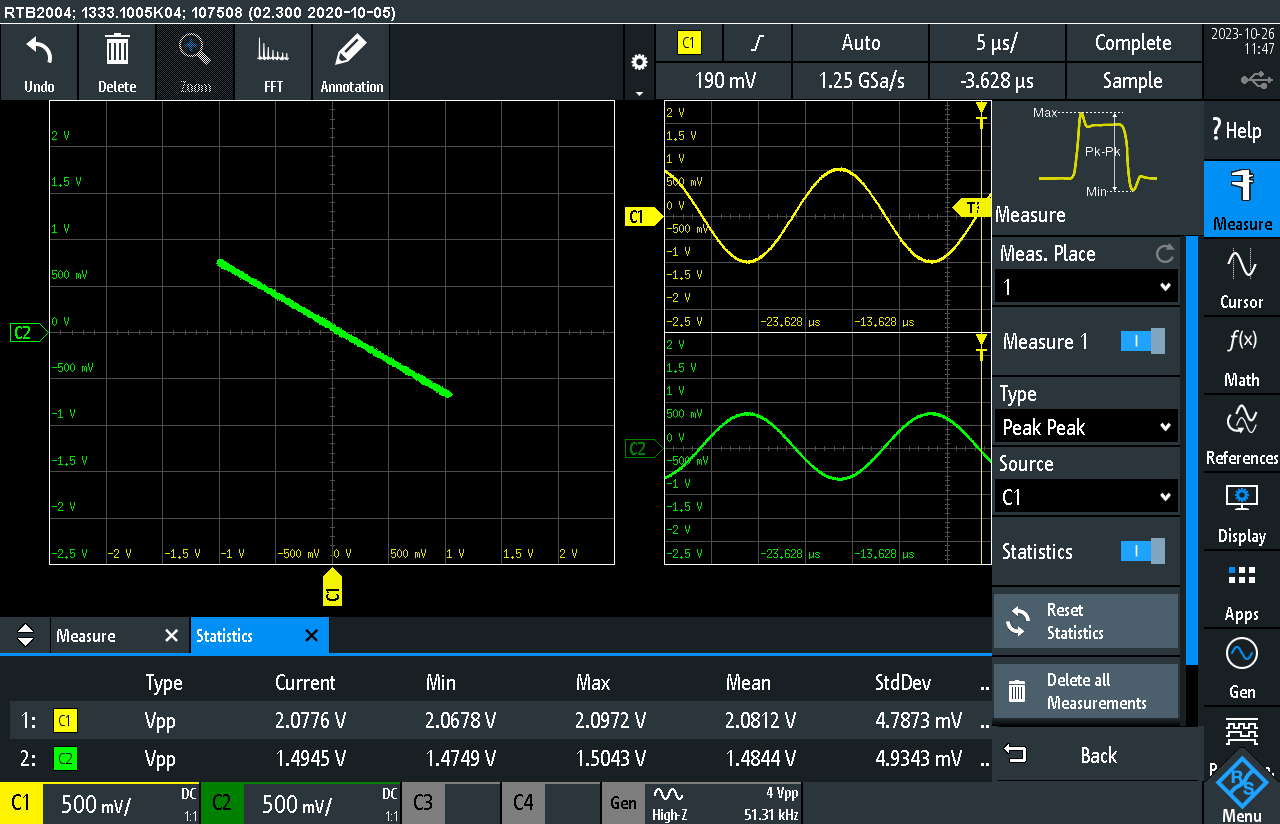 RTB2004; 1333.1005K04; 107508 (02.300 2020-10-05)
Undo
Delete
Zoom
FFT
Annotation
C1
Auto
5 µs/
Complete
190 mV
1.25 GSa/s
-3.628 µs
Sample
2023-10-26
11:47
2 V
1.5 V
1 V
500 mV
0 V
-500 mV
-1 V
-1.5 V
-2 V
-2.5 V
-2 V
-1.5 V
-1 V
-500 mV
0 V
500 mV
1 V
1.5 V
2 V
C2
C1
2 V
1.5 V
1 V
500 mV
0 V
-500 mV
-1 V
-1.5 V
-2 V
-2.5 V
-23.628 µs
-13.628 µs
T
C1
2 V
1.5 V
1 V
500 mV
0 V
-500 mV
-1 V
-1.5 V
-2 V
-2.5 V
-23.628 µs
-13.628 µs
T
C2
Max
Pk-Pk
Min
Measure
Meas. Place
1
Measure 1
Type
Peak Peak
Source
C1
Statistics
Reset
Statistics
Delete all
Measurements
Back
? Help
Measure
Cursor
f(x)
Math
References
Display
Apps
Gen
R&S
Menu
Measure
Statistics
Type Current Min Max Mean StdDev ..
1: C1 Vpp 2.0776 V 2.0678 V 2.0972 V 2.0812 V 4.7873 mV ..
2: C2 Vpp 1.4945 V 1.4749 V 1.5043 V 1.4844 V 4.9343 mV ..
C1 500 mV/ DC 1:1
C2 500 mV/ DC 1:1
C3
C4
Gen
High-Z
4 Vpp
51.31 kHz